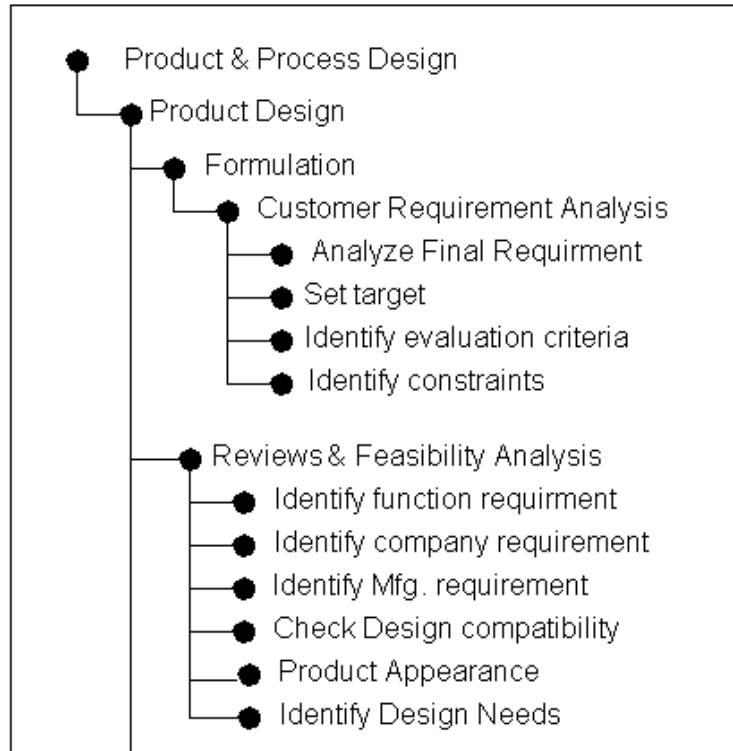 Product & Process Design
Product Design
Formulation
Customer Requirement Analysis
Analyze Final Requirment
Set target
Identify evaluation criteria
Identify constraints
Reviews & Feasibility Analysis
Identify function requirment
Identify company requirement
Identify Mfg. requirement
Check Design compatibility
Product Appearance
Identify Design Needs